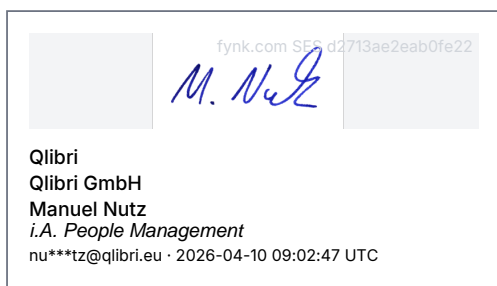 fynk.com SES d2713ae2eab0fe22
M. Nutz
Qlibri
Qlibri GmbH
Manuel Nutz
i.A. People Management
nu***tz@qlibri.eu · 2026-04-10 09:02:47 UTC